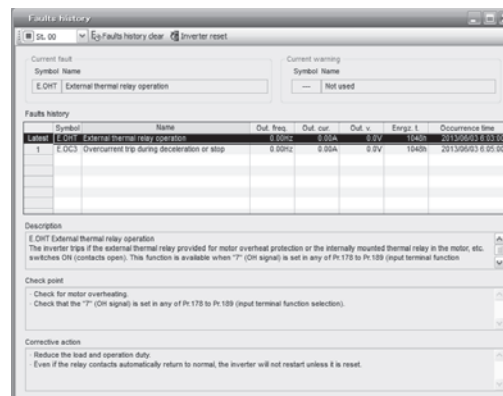 Faults history
St. 00 Faults history clear Inverter reset
Current fault Current warning
Symbol Name Symbol Name
E.OHT External thermal relay operation --- Not used
Faults history
Symbol Name Out. freq. Out. cur. Out. v. Enrgz. t. Occurrence time
Latest E.OHT External thermal relay operation 0.00Hz 0.00A 0.0V 1048h 2013/06/03 6:03:00
1 E.OC3 Overcurrent trip during deceleration or stop 0.00Hz 0.00A 0.0V 1048h 2013/06/03 6:05:00
Description
E.OHT External thermal relay operation
The inverter trips if the external thermal relay provided for motor overheat protection or the internally mounted thermal relay in the motor, etc.
switches ON (contacts open). This function is available when "7" (OH signal) is set in any of Pr.178 to Pr.189 (input terminal function
Check point
· Check for motor overheating.
· Check that the "7" (OH signal) is set in any of Pr.178 to Pr.189 (input terminal function selection).
Corrective action
· Reduce the load and operation duty.
· Even if the relay contacts automatically return to normal, the inverter will not restart unless it is reset.